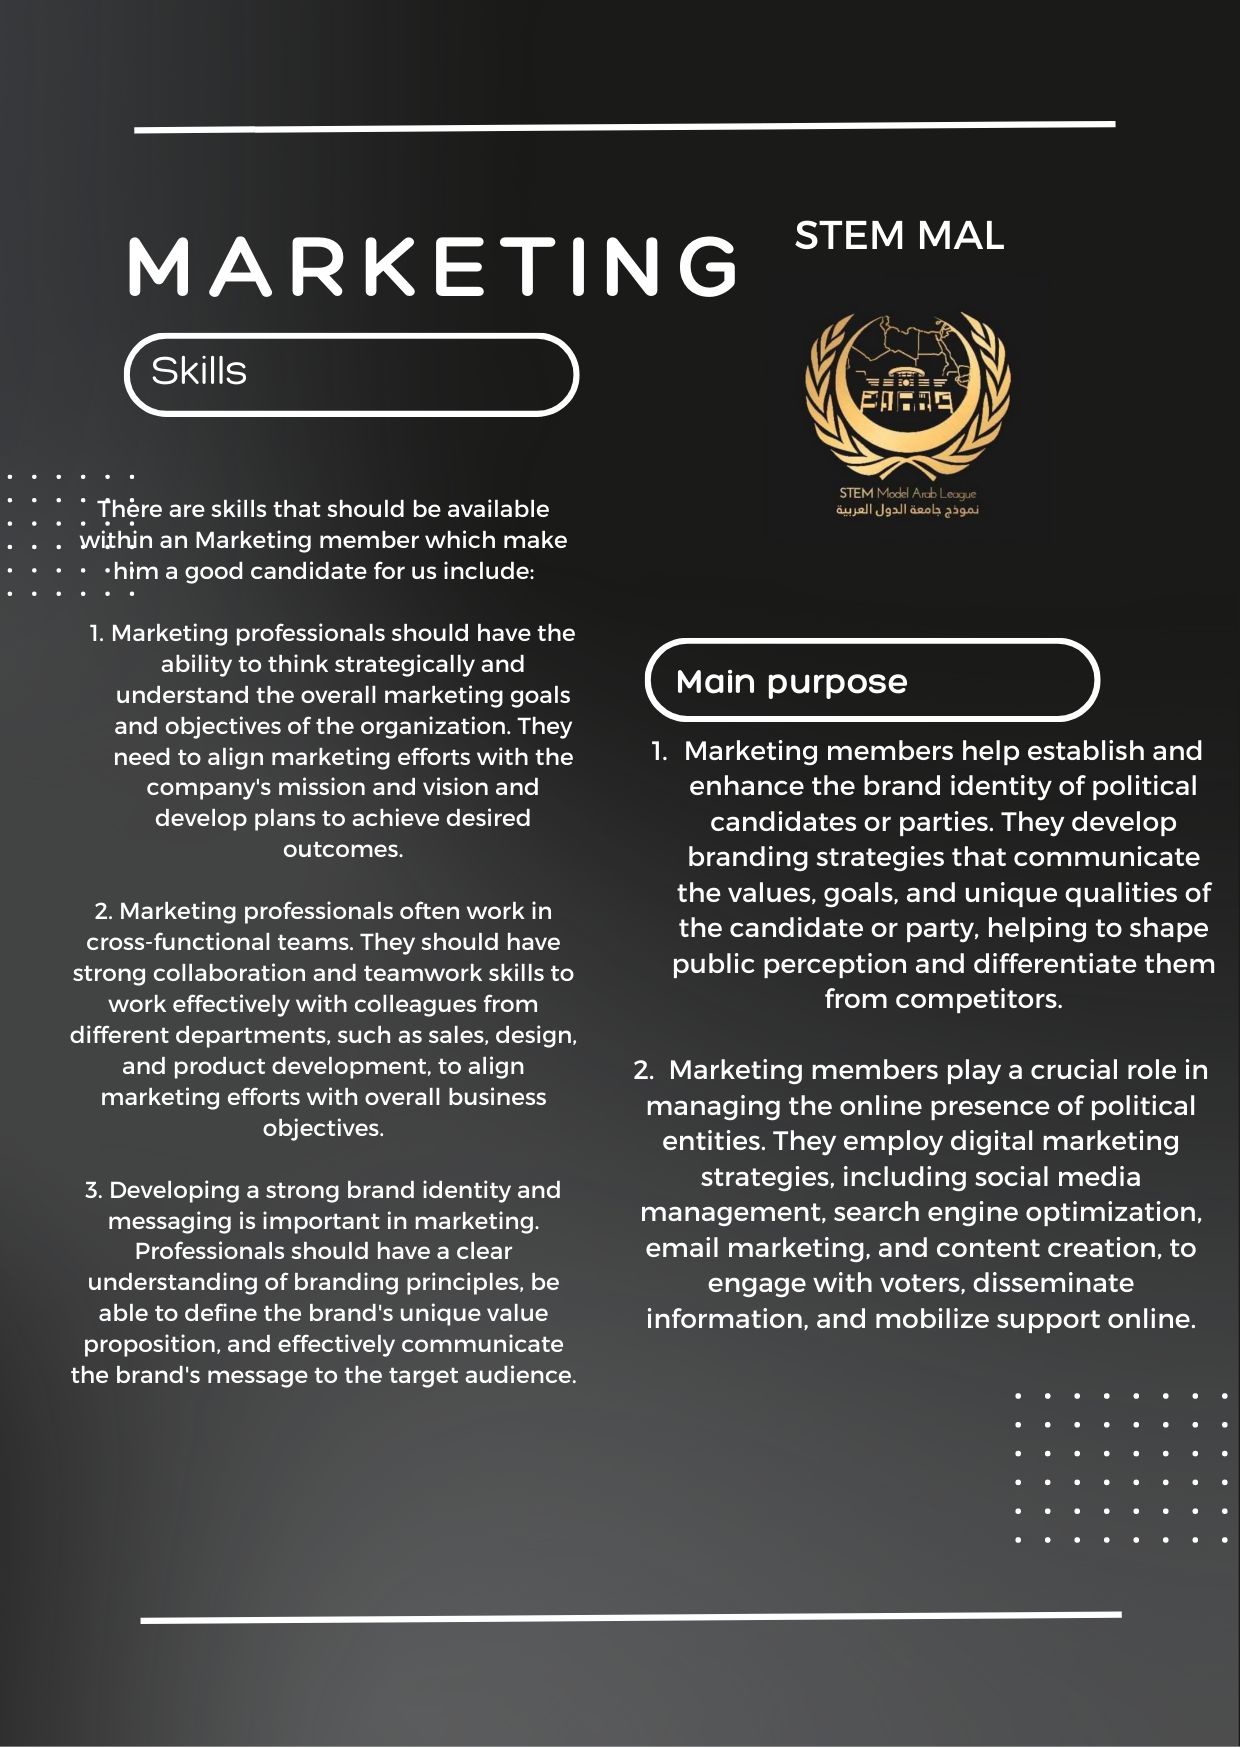 MARKETING
STEM MAL
Skills
STEM Model Arab League
نموذج جامعة الدول العربية
There are skills that should be available
within an Marketing member which make
him a good candidate for us include:
1. Marketing professionals should have the
ability to think strategically and
understand the overall marketing goals
and objectives of the organization. They
need to align marketing efforts with the
company's mission and vision and
develop plans to achieve desired
outcomes.
2. Marketing professionals often work in
cross-functional teams. They should have
strong collaboration and teamwork skills to
work effectively with colleagues from
different departments, such as sales, design,
and product development, to align
marketing efforts with overall business
objectives.
3. Developing a strong brand identity and
messaging is important in marketing.
Professionals should have a clear
understanding of branding principles, be
able to define the brand's unique value
proposition, and effectively communicate
the brand's message to the target audience.
Main purpose
1. Marketing members help establish and
enhance the brand identity of political
candidates or parties. They develop
branding strategies that communicate
the values, goals, and unique qualities of
the candidate or party, helping to shape
public perception and differentiate them
from competitors.
2. Marketing members play a crucial role in
managing the online presence of political
entities. They employ digital marketing
strategies, including social media
management, search engine optimization,
email marketing, and content creation, to
engage with voters, disseminate
information, and mobilize support online.